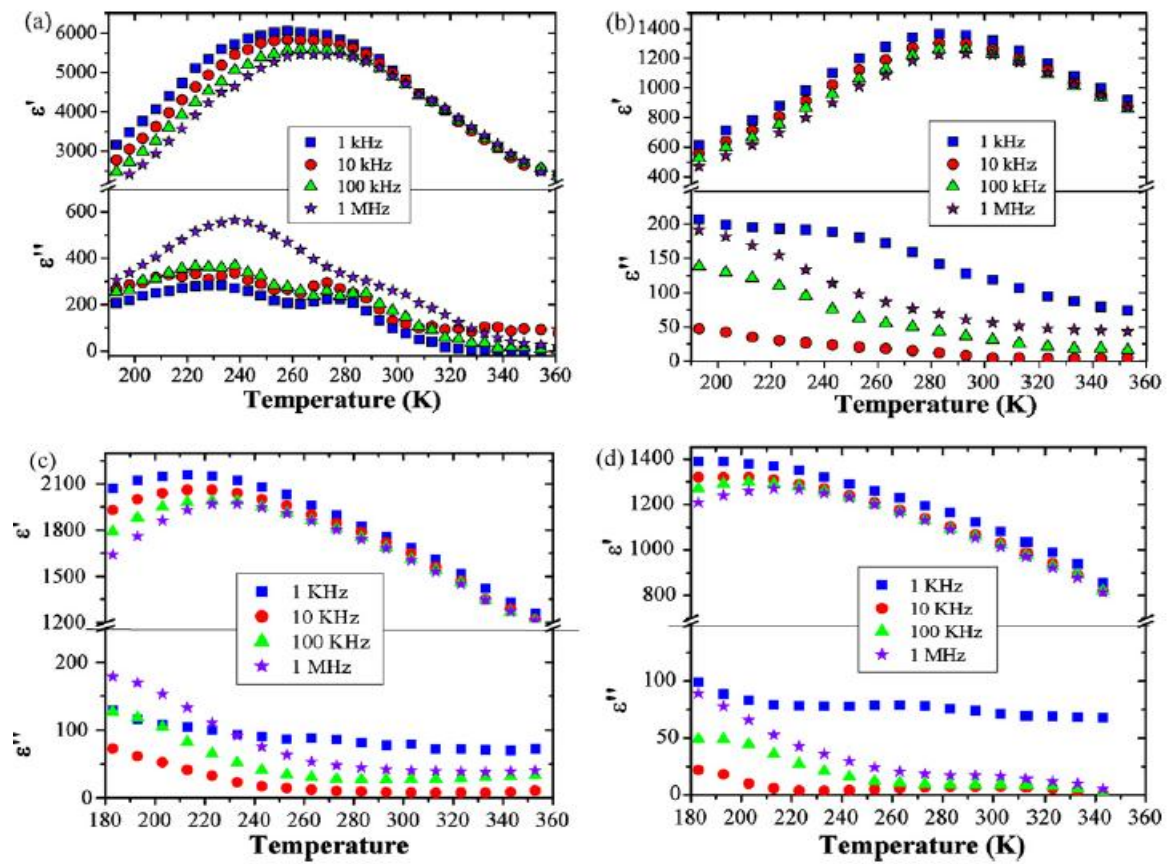 (a)
6000
5000
4000
3000
600
400
200
0
ε'
ε''
1 kHz
10 kHz
100 kHz
1 MHz
200 220 240 260 280 300 320 340 360
Temperature (K)
(b)
1400
1200
1000
800
600
400
200
150
100
50
0
ε'
ε''
1 kHz
10 kHz
100 kHz
1 MHz
200 220 240 260 280 300 320 340 360
Temperature (K)
(c)
2100
1800
1500
1200
200
100
0
ε'
ε''
1 KHz
10 KHz
100 KHz
1 MHz
180 200 220 240 260 280 300 320 340 360
Temperature
(d)
1400
1200
1000
800
100
50
0
ε'
ε''
1 KHz
10 KHz
100 KHz
1 MHz
180 200 220 240 260 280 300 320 340 360
Temperature (K)